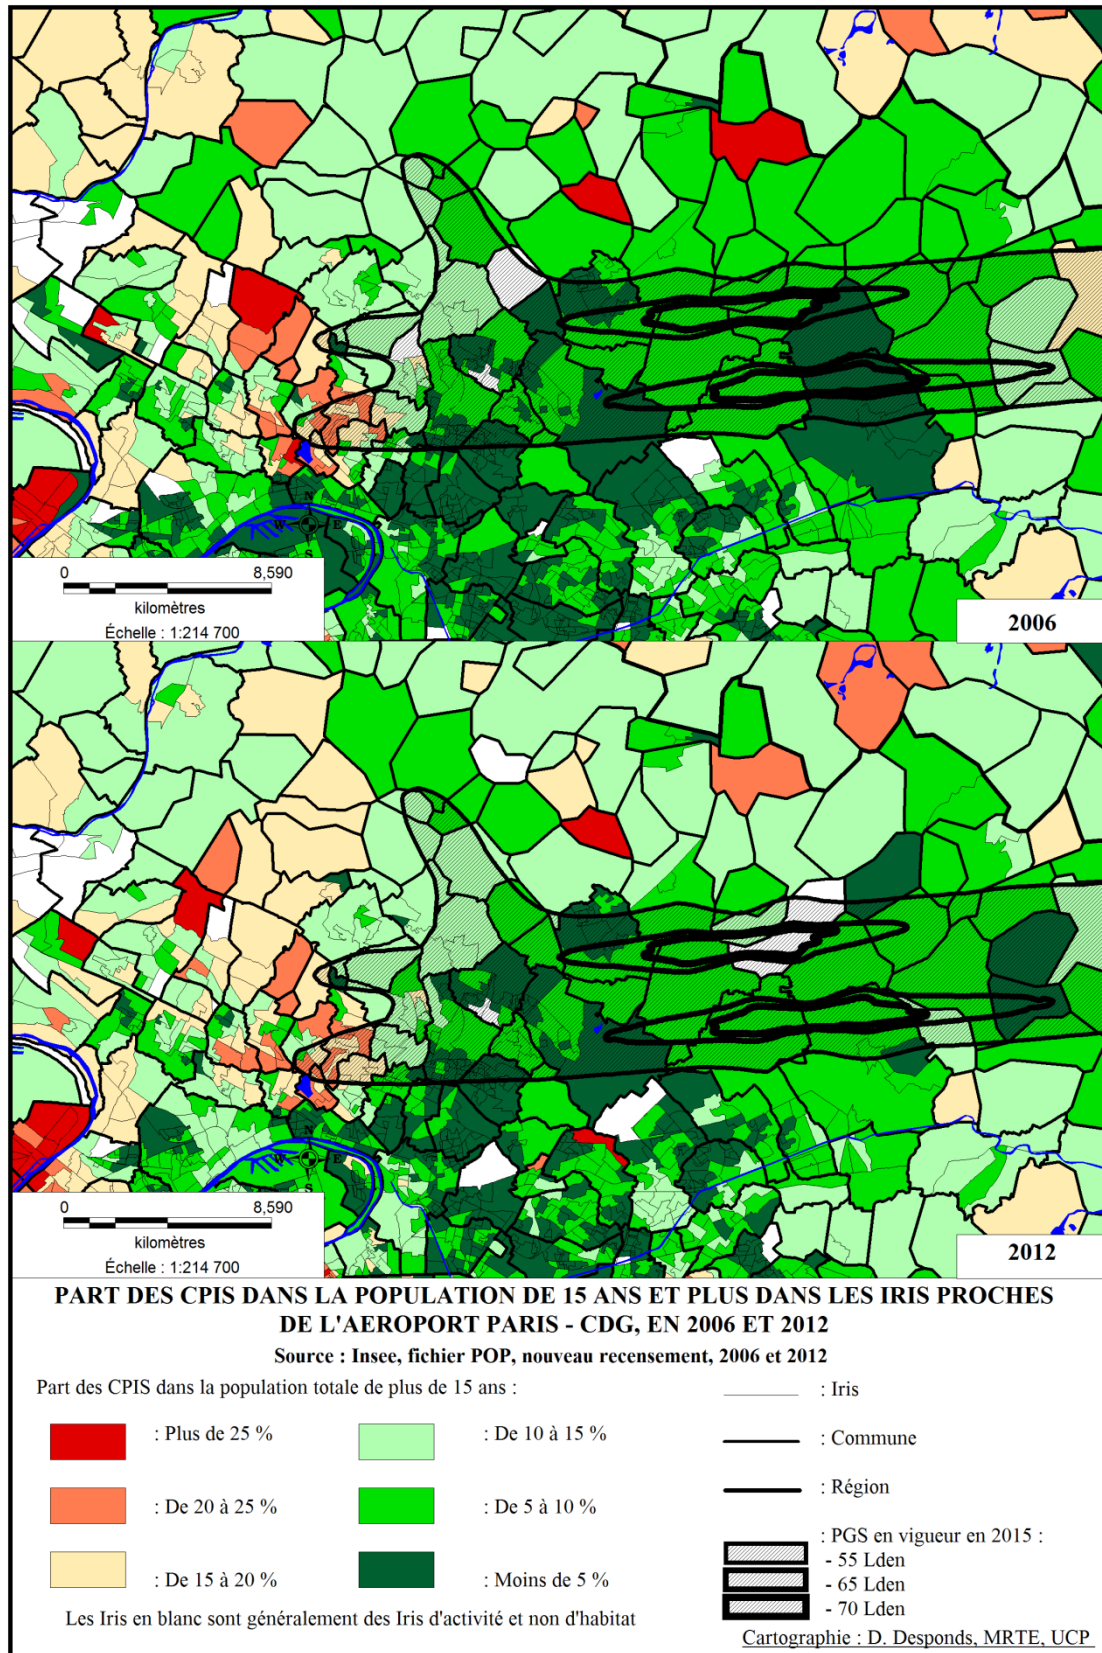 N
W
E
S
0 8,590
kilomètres
Échelle : 1:214 700
2006
N
W
E
S
0 8,590
kilomètres
Échelle : 1:214 700
2012
PART DES CPIS DANS LA POPULATION DE 15 ANS ET PLUS DANS LES IRIS PROCHES
DE L'AEROPORT PARIS - CDG, EN 2006 ET 2012
Source : Insee, fichier POP, nouveau recensement, 2006 et 2012
Part des CPIS dans la population totale de plus de 15 ans :
: Plus de 25 %
: De 20 à 25 %
: De 15 à 20 %
: De 10 à 15 %
: De 5 à 10 %
: Moins de 5 %
Les Iris en blanc sont généralement des Iris d'activité et non d'habitat
: Iris
: Commune
: Région
: PGS en vigueur en 2015 :
- 55 Lden
- 65 Lden
- 70 Lden
Cartographie : D. Desponds, MRTE, UCP